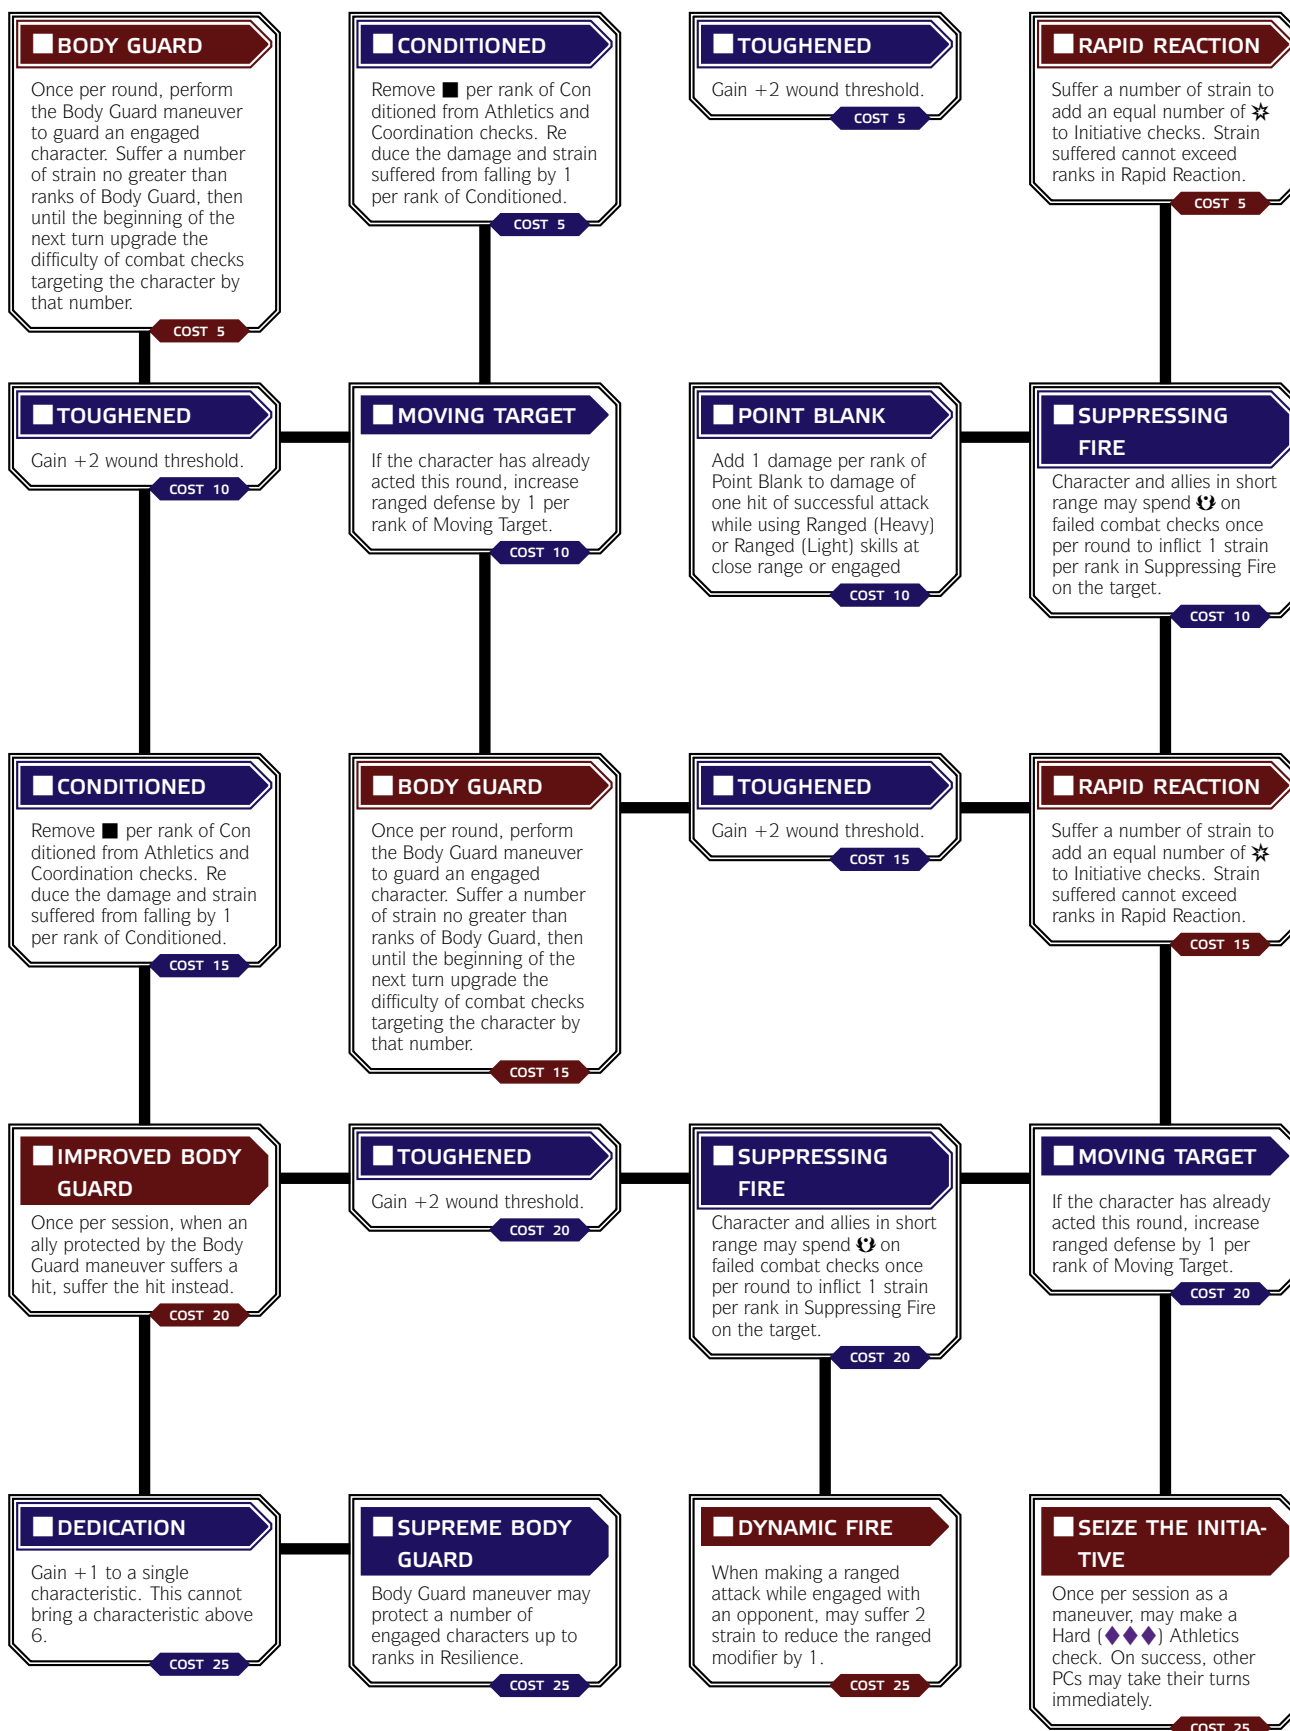 BODY GUARD
Once per round, perform
the Body Guard maneuver
to guard an engaged
character. Suffer a number
of strain no greater than
ranks of Body Guard, then
until the beginning of the
next turn upgrade the
difficulty of combat checks
targeting the character by
that number.
COST 5
CONDITIONED
Remove ■ per rank of Con
ditioned from Athletics and
Coordination checks. Re
duce the damage and strain
suffered from falling by 1
per rank of Conditioned.
COST 5
TOUGHENED
Gain +2 wound threshold.
COST 5
RAPID REACTION
Suffer a number of strain to
add an equal number of
to Initiative checks. Strain
suffered cannot exceed
ranks in Rapid Reaction.
COST 5
TOUGHENED
Gain +2 wound threshold.
COST 10
MOVING TARGET
If the character has already
acted this round, increase
ranged defense by 1 per
rank of Moving Target.
COST 10
POINT BLANK
Add 1 damage per rank of
Point Blank to damage of
one hit of successful attack
while using Ranged (Heavy)
or Ranged (Light) skills at
close range or engaged
COST 10
SUPPRESSING
FIRE
Character and allies in short
range may spend on
failed combat checks once
per round to inflict 1 strain
per rank in Suppressing Fire
on the target.
COST 10
CONDITIONED
Remove ■ per rank of Con
ditioned from Athletics and
Coordination checks. Re
duce the damage and strain
suffered from falling by 1
per rank of Conditioned.
COST 15
BODY GUARD
Once per round, perform
the Body Guard maneuver
to guard an engaged
character. Suffer a number
of strain no greater than
ranks of Body Guard, then
until the beginning of the
next turn upgrade the
difficulty of combat checks
targeting the character by
that number.
COST 15
TOUGHENED
Gain +2 wound threshold.
COST 15
RAPID REACTION
Suffer a number of strain to
add an equal number of
to Initiative checks. Strain
suffered cannot exceed
ranks in Rapid Reaction.
COST 15
IMPROVED BODY
GUARD
Once per session, when an
ally protected by the Body
Guard maneuver suffers a
hit, suffer the hit instead.
COST 20
TOUGHENED
Gain +2 wound threshold.
COST 20
SUPPRESSING
FIRE
Character and allies in short
range may spend on
failed combat checks once
per round to inflict 1 strain
per rank in Suppressing Fire
on the target.
COST 20
MOVING TARGET
If the character has already
acted this round, increase
ranged defense by 1 per
rank of Moving Target.
COST 20
DEDICATION
Gain +1 to a single
characteristic. This cannot
bring a characteristic above
6.
COST 25
SUPREME BODY
GUARD
Body Guard maneuver may
protect a number of
engaged characters up to
ranks in Resilience.
COST 25
DYNAMIC FIRE
When making a ranged
attack while engaged with
an opponent, may suffer 2
strain to reduce the ranged
modifier by 1.
COST 25
SEIZE THE INITIA-
TIVE
Once per session as a
maneuver, may make a
Hard (♦♦♦) Athletics
check. On success, other
PCs may take their turns
immediately.
COST 25